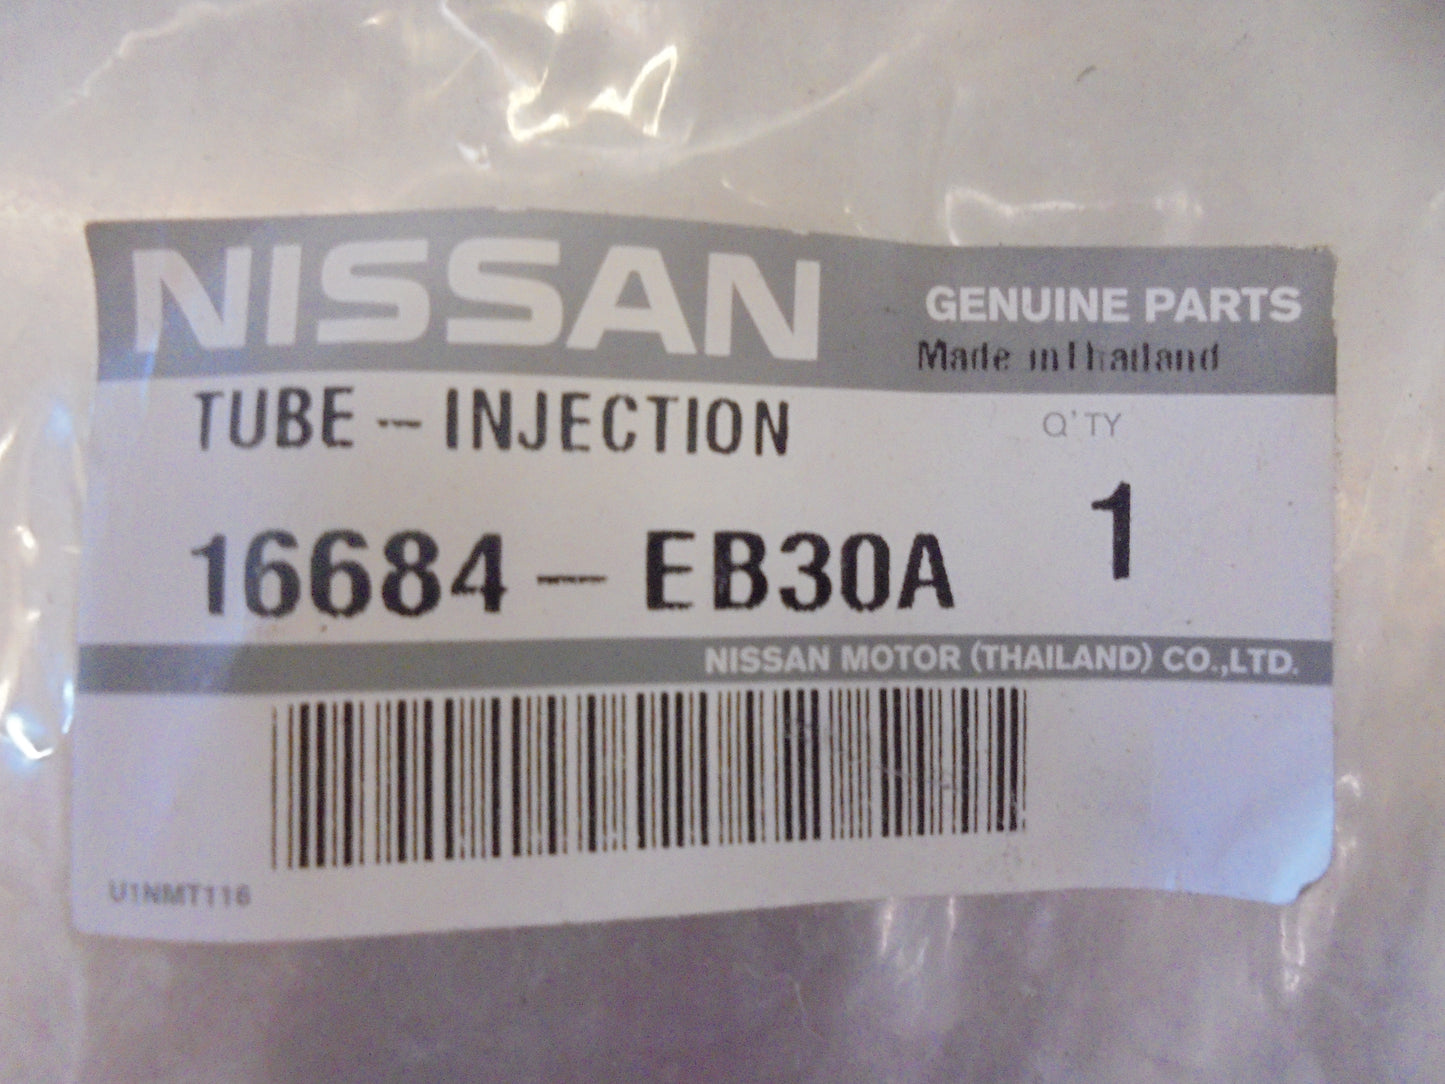 NISSAN
GENUINE PARTS
Made in Thailand
TUBE - INJECTION
Q'TY
1
16684 - EB30A
NISSAN MOTOR (THAILAND) CO.,LTD.
U1NMT116